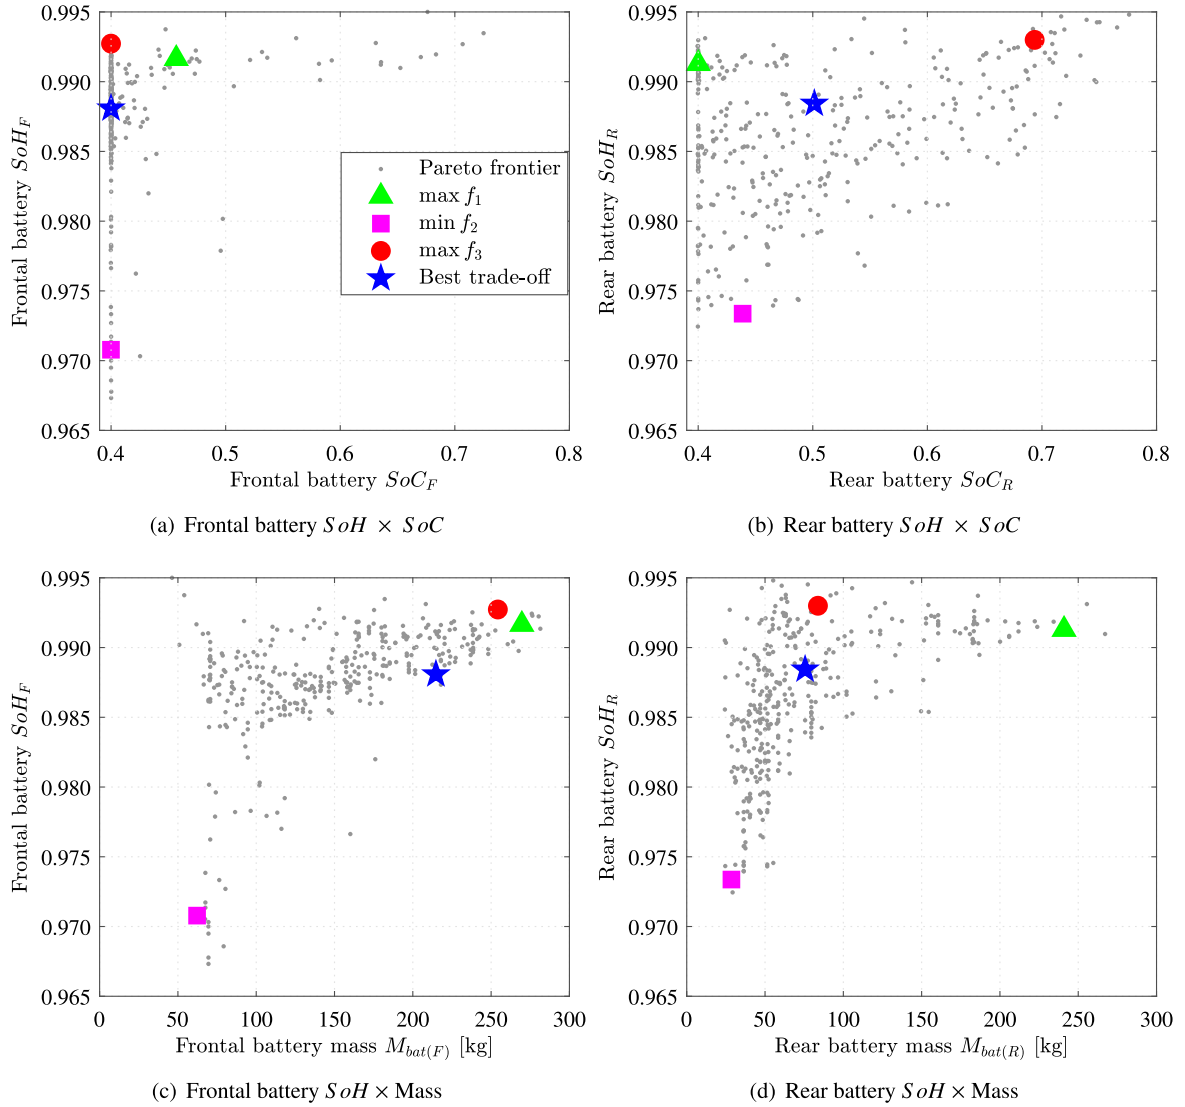 0.995
0.990
0.985
0.980
0.975
0.970
0.965
Frontal battery SoH_F
0.4 0.5 0.6 0.7 0.8
Frontal battery SoC_F
Pareto frontier
max f_1
min f_2
max f_3
Best trade-off
(a) Frontal battery SoH × SoC
0.995
0.990
0.985
0.980
0.975
0.970
0.965
Rear battery SoH_R
0.4 0.5 0.6 0.7 0.8
Rear battery SoC_R
(b) Rear battery SoH × SoC
0.995
0.990
0.985
0.980
0.975
0.970
0.965
Frontal battery SoH_F
0 50 100 150 200 250 300
Frontal battery mass M_bat(F) [kg]
(c) Frontal battery SoH × Mass
0.995
0.990
0.985
0.980
0.975
0.970
0.965
Rear battery SoH_R
0 50 100 150 200 250 300
Rear battery mass M_bat(R) [kg]
(d) Rear battery SoH × Mass